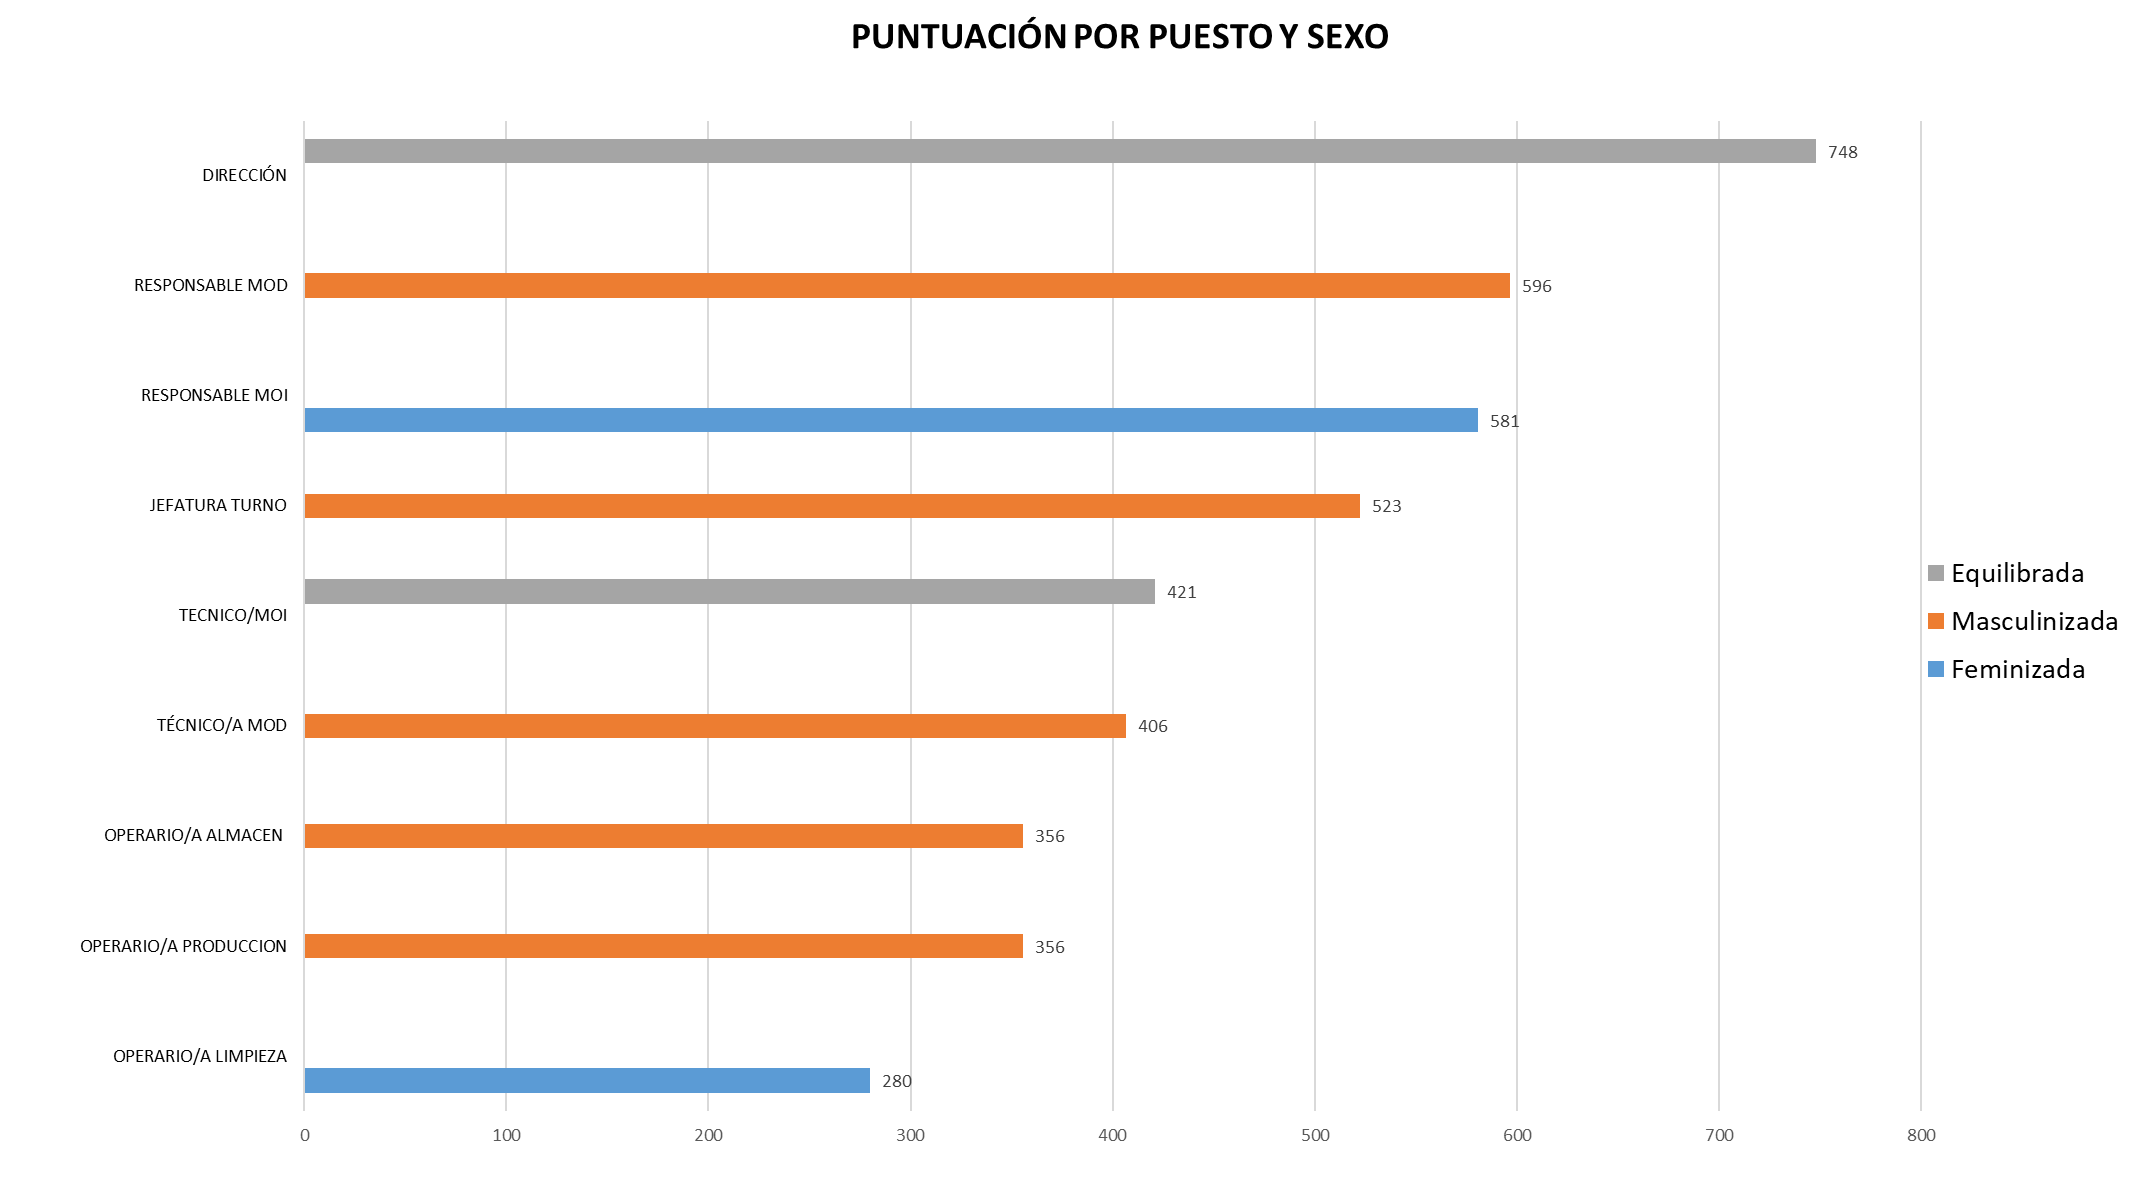 PUNTUACIÓN POR PUESTO Y SEXO
DIRECCIÓN
748
RESPONSABLE MOD
596
RESPONSABLE MOI
581
JEFATURA TURNO
523
TECNICO/MOI
421
TÉCNICO/A MOD
406
OPERARIO/A ALMACEN
356
OPERARIO/A PRODUCCION
356
OPERARIO/A LIMPIEZA
280
0 100 200 300 400 500 600 700 800
Equilibrada
Masculinizada
Feminizada